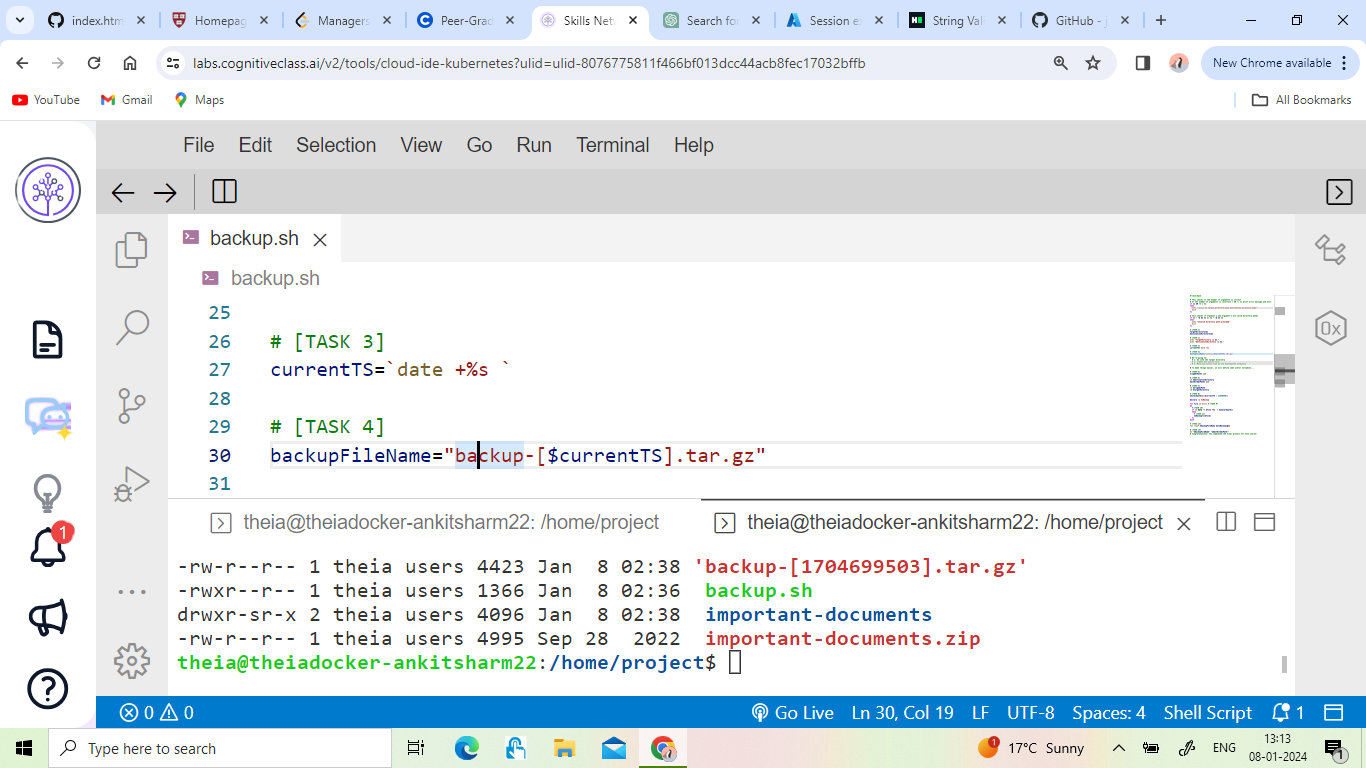 index.htm
Homepag
Managers
Peer-Grad
Skills Net
Search fo
Session e
String Val
GitHub - j
labs.cognitiveclass.ai/v2/tools/cloud-ide-kubernetes?ulid=ulid-8076775811f466bf013dcc44acb8fec17032bffb
New Chrome available
YouTube
Gmail
Maps
All Bookmarks
File Edit Selection View Go Run Terminal Help
backup.sh
backup.sh
25
26 # [TASK 3]
27 currentTS=`date +%s `
28
29 # [TASK 4]
30 backupFileName="backup-[$currentTS].tar.gz"
31
0x
1
theia@theiadocker-ankitsharm22: /home/project
theia@theiadocker-ankitsharm22: /home/project
-rw-r--r-- 1 theia users 4423 Jan 8 02:38 'backup-[1704699503].tar.gz'
-rwxr--r-- 1 theia users 1366 Jan 8 02:36 backup.sh
drwxr-sr-x 2 theia users 4096 Jan 8 02:38 important-documents
-rw-r--r-- 1 theia users 4995 Sep 28 2022 important-documents.zip
theia@theiadocker-ankitsharm22:/home/project$
0 0
Go Live Ln 30, Col 19 LF UTF-8 Spaces: 4 Shell Script 1
Type here to search
1
17°C Sunny
ENG
13:13
08-01-2024
1